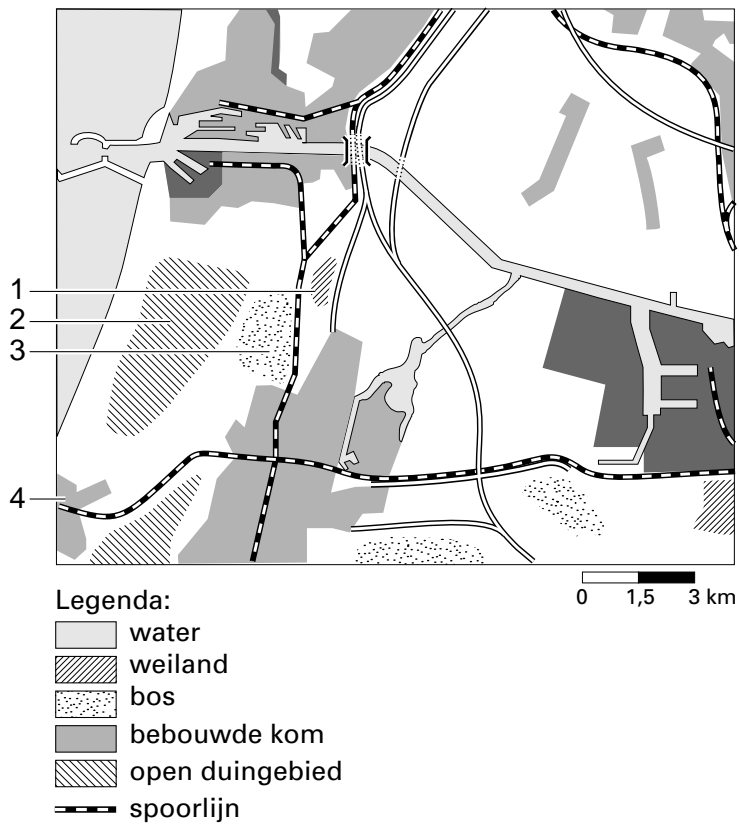 1
2
3
4
0 1,5 3 km
Legenda:
water
weiland
bos
bebouwde kom
open duingebied
spoorlijn